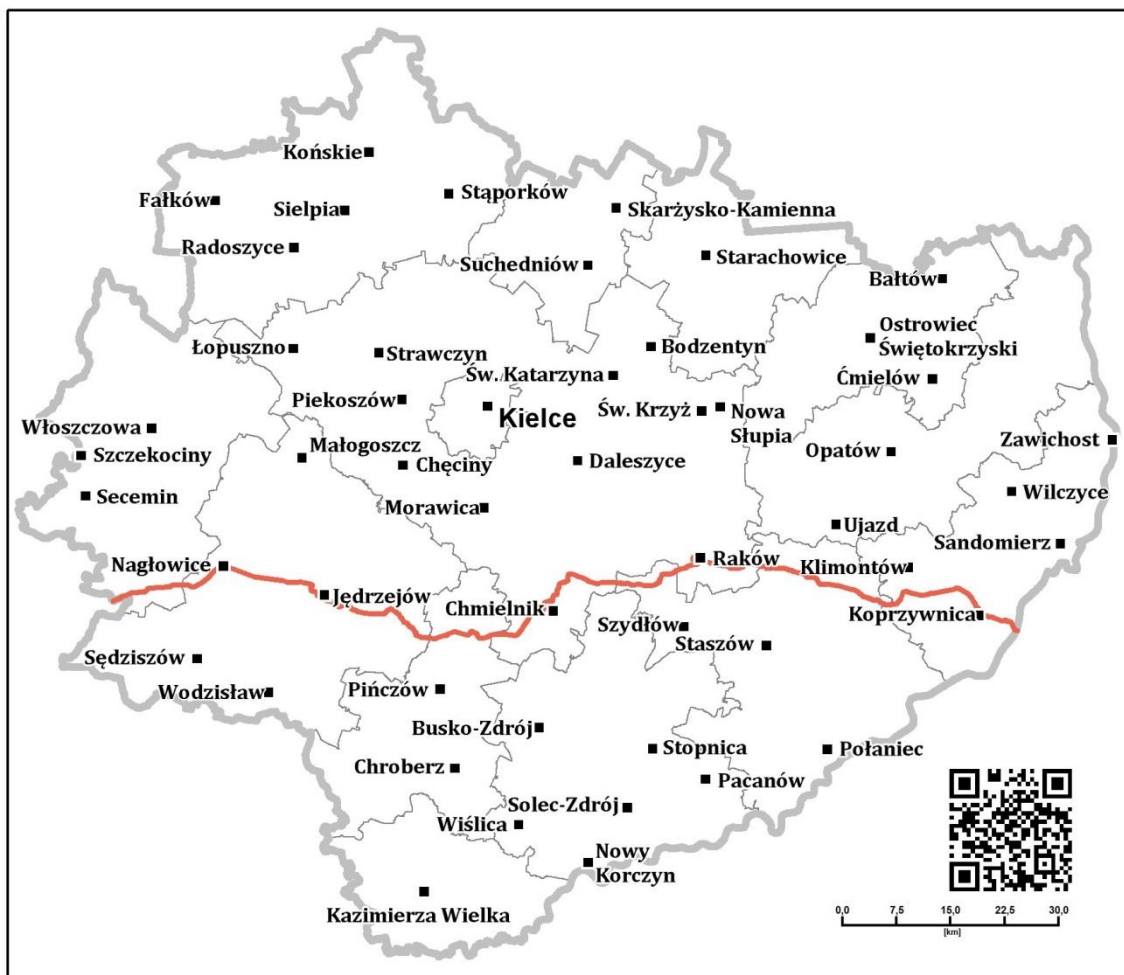 Końskie
Fałków
Sielpia
Stąporków
Skarżysko-Kamienna
Radoszyce
Suchedniów
Starachowice
Bałtów
Łopuszno
Strawczyn
Bodzentyn
Ostrowiec
Świętokrzyski
Św. Katarzyna
Ćmielów
Piekoszów
Kielce
Św. Krzyż
Nowa
Słupia
Włoszczowa
Małogoszcz
Szczekociny
Chęciny
Daleszyce
Opatów
Zawichost
Secemin
Morawica
Wilczyce
Ujazd
Sandomierz
Nagłowice
Raków
Klimontów
Jędrzejów
Chmielnik
Koprzywnica
Szydłów
Staszów
Sędziszów
Wodzisław
Pińczów
Busko-Zdrój
Stopnica
Połaniec
Chroberz
Pacanów
Solec-Zdrój
Wiślica
Nowy
Korczyn
Kazimierza Wielka
0,0 7,5 15,0 22,5 30,0
[km]